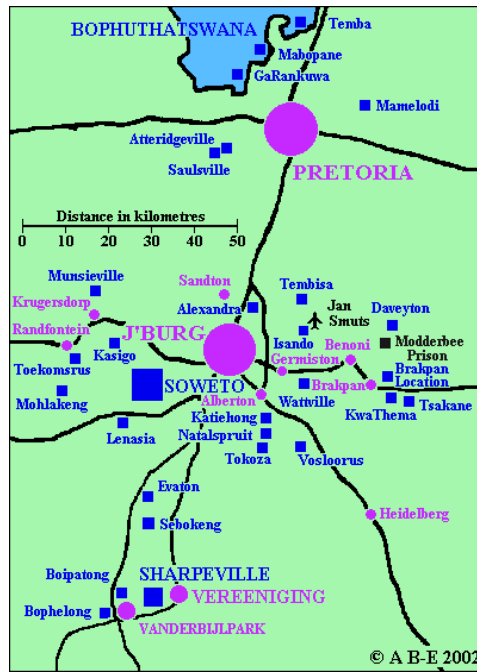 Temba
BOPHUTHATSWANA
Mabopane
GaRankuwa
Mamelodi
Atteridgeville
Saulsville
PRETORIA
Distance in kilometres
0 10 20 30 40 50
Munsieville
Sandton
Tembisa
Krugersdorp
Alexandra
Jan
Smuts
Daveyton
Randfontein
J'BURG
Isando
Kasigo
Benoni
Modderbee
Prison
Toekomsrus
Germiston
Brakpan
Location
SOWETO
Brakpan
Mohlakeng
Alberton
Wattville
KwaThema
Tsakane
Katiehong
Lenasia
Natalspruit
Tokoza
Vosloorus
Evaton
Heidelberg
Sebokeng
Boipatong
SHARPEVILLE
VEREENIGING
Bophelong
VANDERBIJLPARK
© A B-E 2002